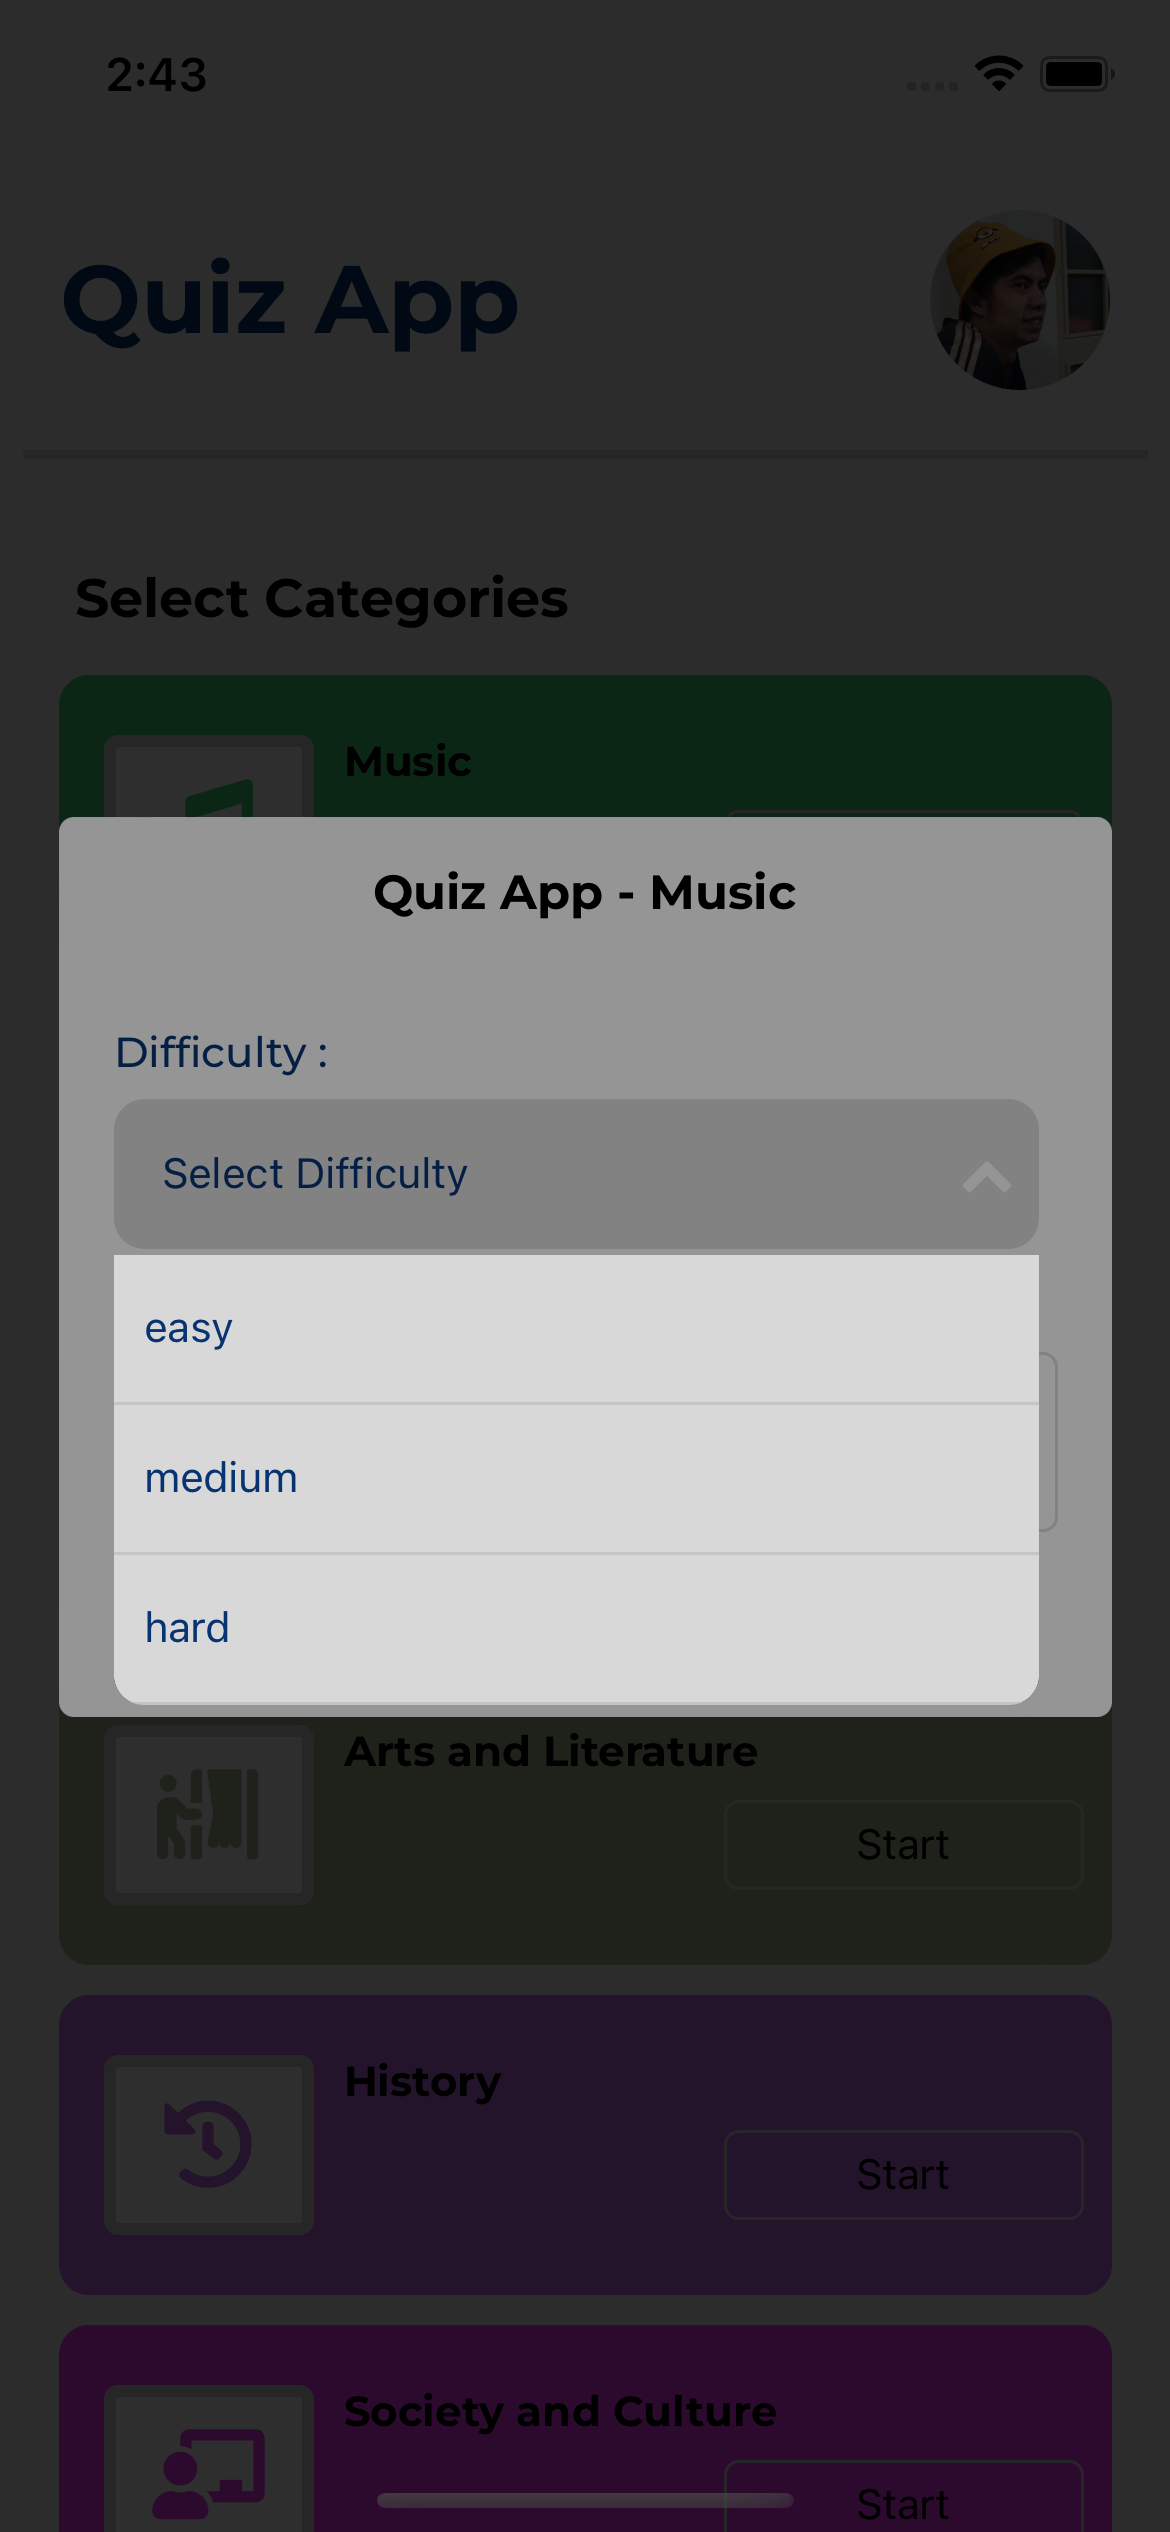 2:43
Quiz App
Select Categories
Music
Quiz App - Music
Difficulty :
Select Difficulty
easy
medium
hard
Arts and Literature
Start
History
Start
Society and Culture
Start